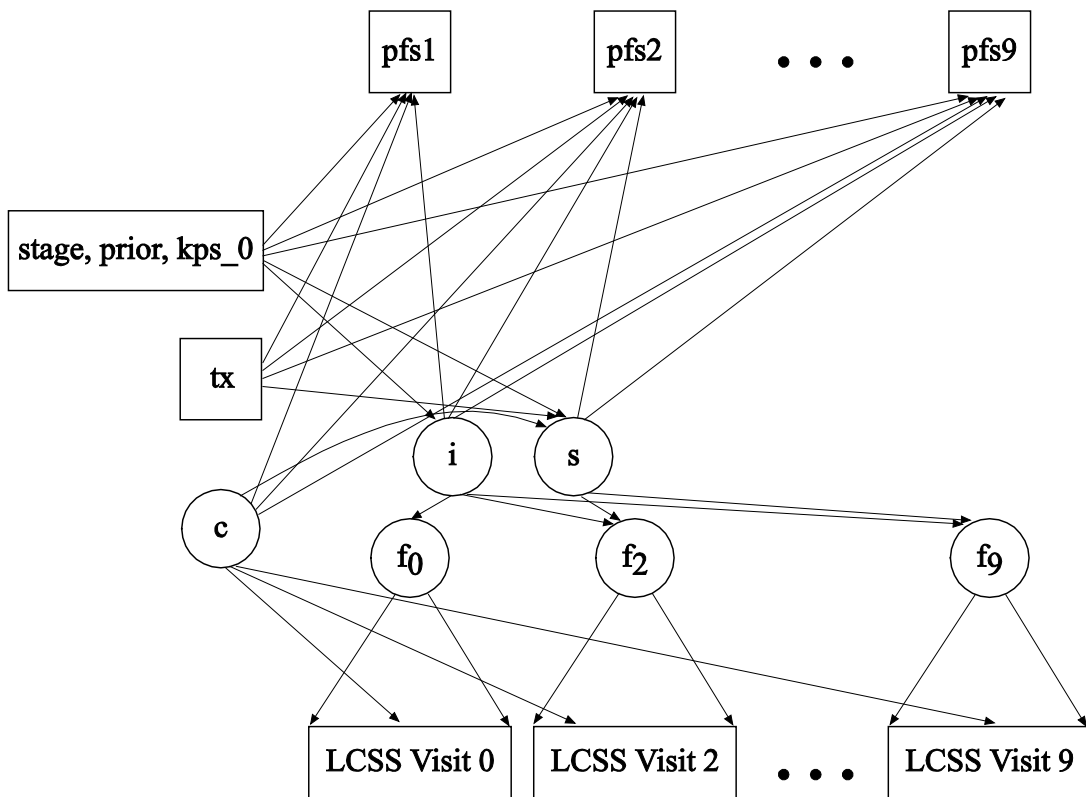 pfs1
pfs2
pfs9
stage, prior, kps_0
tx
i
s
c
f0
f2
f9
LCSS Visit 0
LCSS Visit 2
LCSS Visit 9